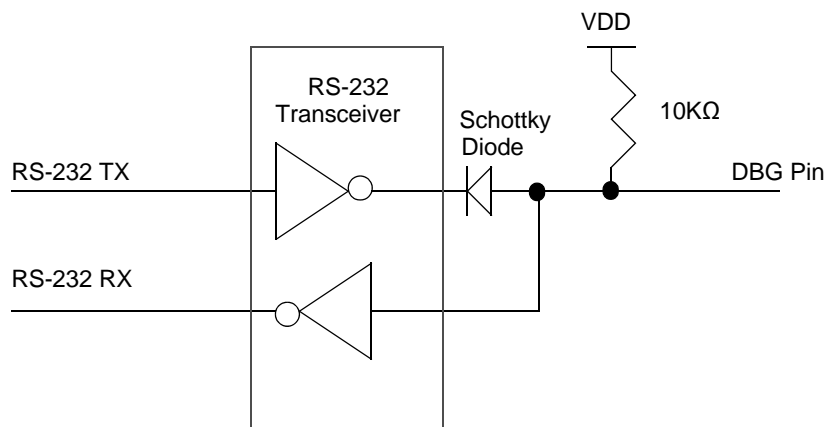 VDD
RS-232
Transceiver
10KΩ
Schottky
Diode
RS-232 TX
DBG Pin
RS-232 RX